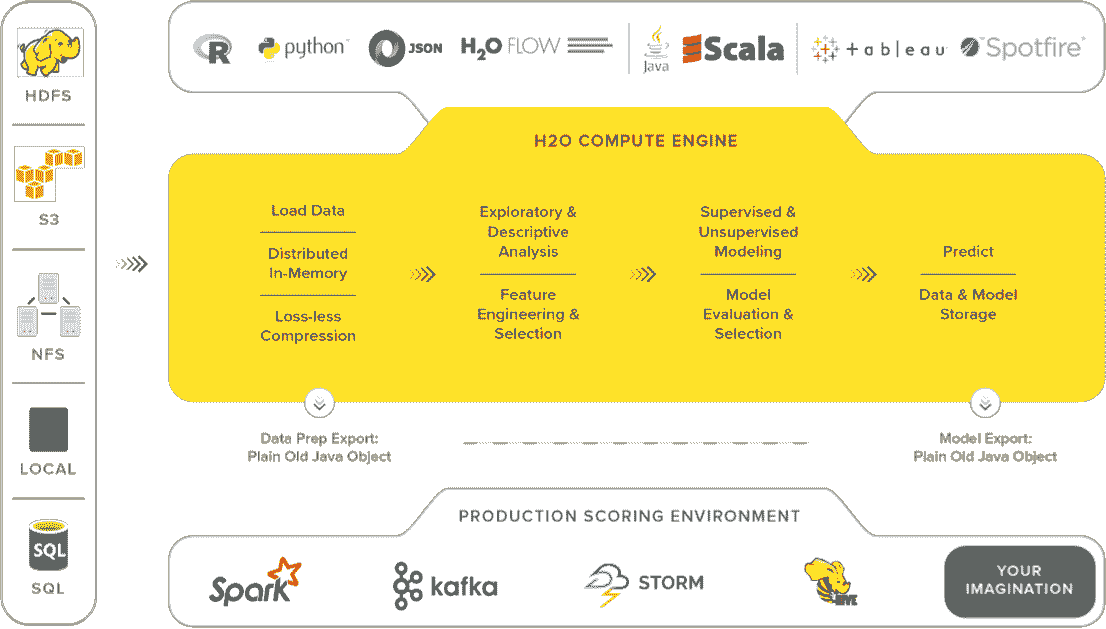 HDFS
S3
NFS
LOCAL
SQL
SQL
R
python™
JSON
H2O FLOW
Java
Scala
+ableau
Spotfire®
H2O COMPUTE ENGINE
Load Data
Distributed
In-Memory
Loss-less
Compression
Exploratory &
Descriptive
Analysis
Feature
Engineering &
Selection
Supervised &
Unsupervised
Modeling
Model
Evaluation &
Selection
Predict
Data & Model
Storage
Data Prep Export:
Plain Old Java Object
Model Export:
Plain Old Java Object
PRODUCTION SCORING ENVIRONMENT
Spark
kafka
STORM
HIVE
YOUR
IMAGINATION